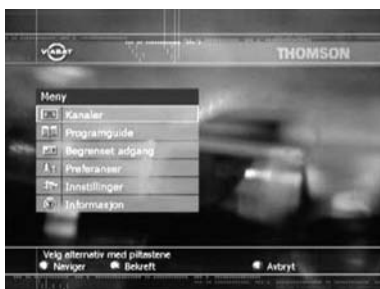 VIASAT
THOMSON
Meny
Kanaler
Programguide
Begrenset adgang
Preferanser
Innstillinger
Informasjon
Velg alternativ med piltastene
Naviger Bekreft Avbryt